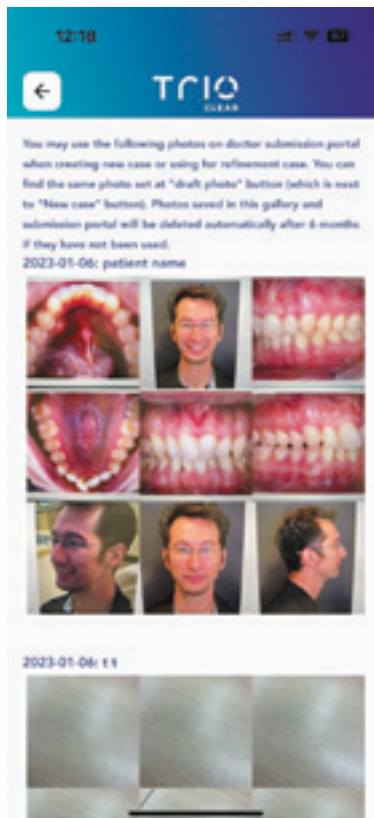 12:18
67
TRIO
CLEAR
You may use the following photos on doctor submission portal
when creating new case or using for refinement case. You can
find the same photo set at "draft photo" button (which is next
to "New case" button). Photos saved in this gallery and
submission portal will be deleted automatically after 6 months
if they have not been used.
2023-01-06: patient name
2023-01-06: t t